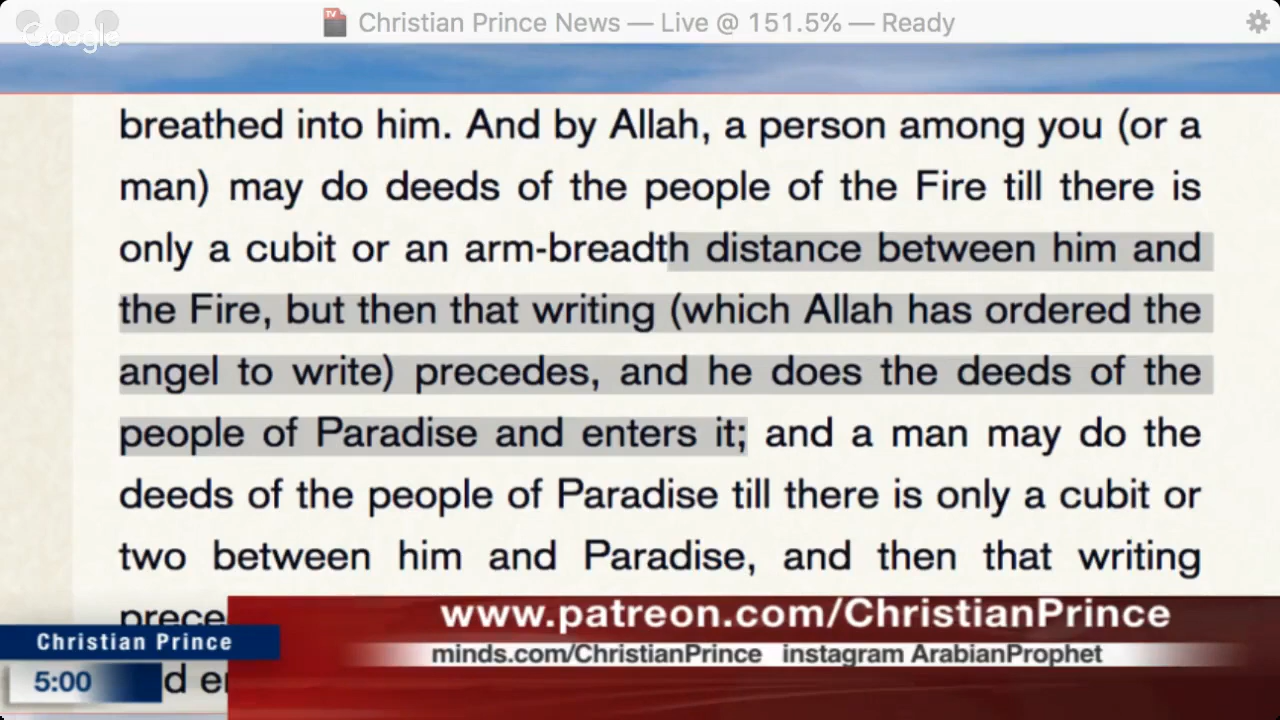 Christian Prince News — Live @ 151.5% — Ready
Google
breathed into him. And by Allah, a person among you (or a
man) may do deeds of the people of the Fire till there is
only a cubit or an arm-breadth distance between him and
the Fire, but then that writing (which Allah has ordered the
angel to write) precedes, and he does the deeds of the
people of Paradise and enters it; and a man may do the
deeds of the people of Paradise till there is only a cubit or
two between him and Paradise, and then that writing
www.patreon.com/ChristianPrince
Christian Prince
minds.com/ChristianPrince instagram ArabianProphet
5:00